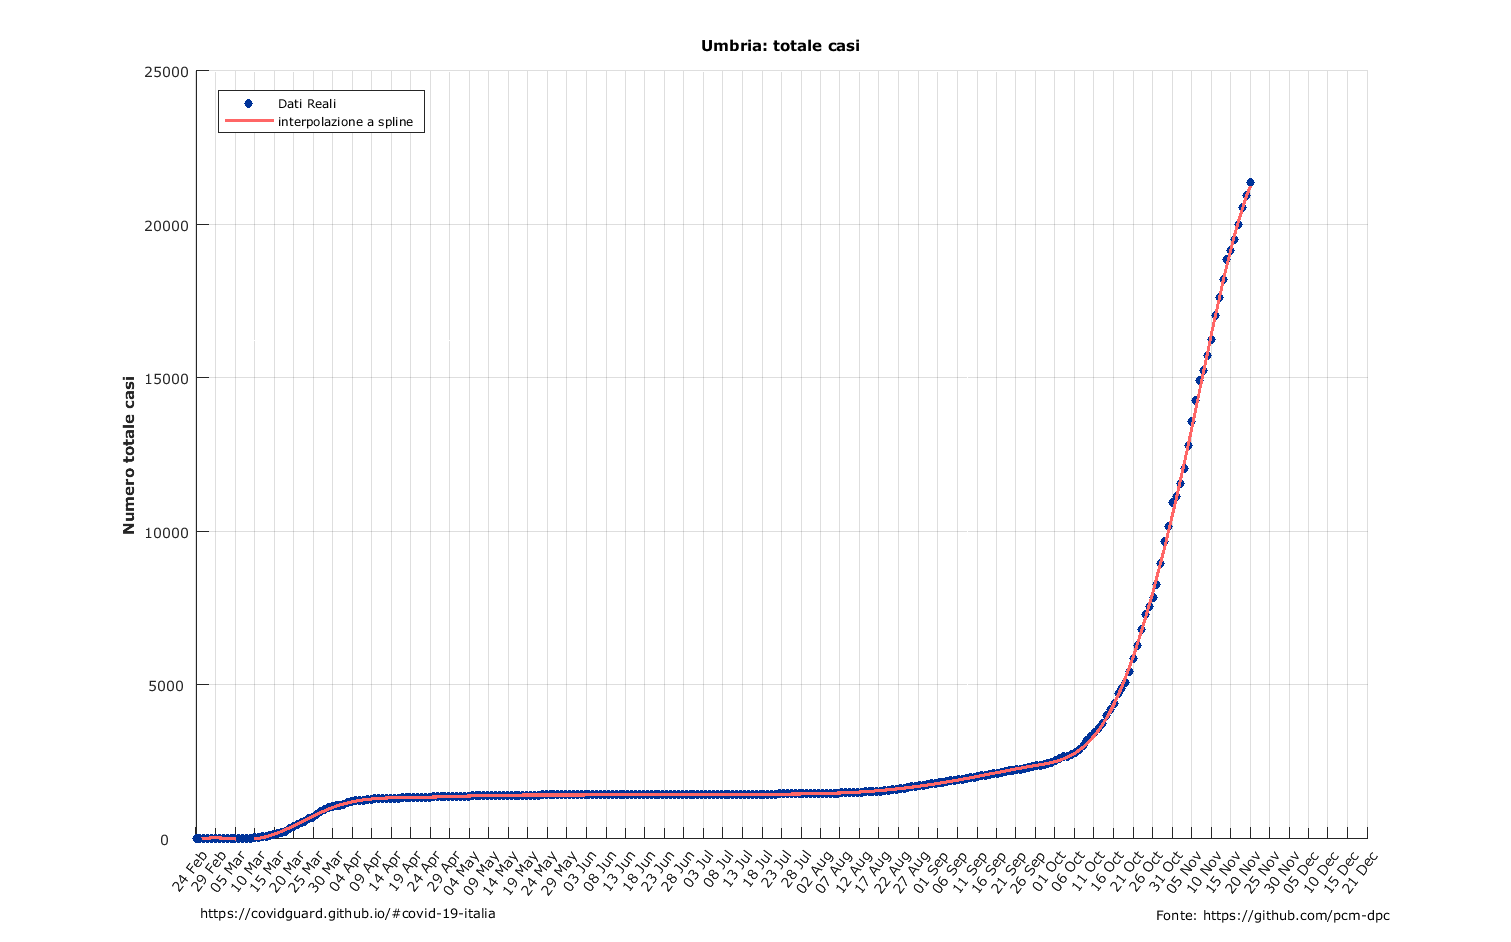 Umbria: totale casi
25000
20000
15000
10000
5000
0
Numero totale casi
Dati Reali
interpolazione a spline
24 Feb
29 Feb
05 Mar
10 Mar
15 Mar
20 Mar
25 Mar
30 Mar
04 Apr
09 Apr
14 Apr
19 Apr
24 Apr
29 Apr
04 May
09 May
14 May
19 May
24 May
29 May
03 Jun
08 Jun
13 Jun
18 Jun
23 Jun
28 Jun
03 Jul
08 Jul
13 Jul
18 Jul
23 Jul
28 Jul
02 Aug
07 Aug
12 Aug
17 Aug
22 Aug
27 Aug
01 Sep
06 Sep
11 Sep
16 Sep
21 Sep
26 Sep
01 Oct
06 Oct
11 Oct
16 Oct
21 Oct
26 Oct
31 Oct
05 Nov
10 Nov
15 Nov
20 Nov
25 Nov
30 Nov
05 Dec
10 Dec
15 Dec
21 Dec
https://covidguard.github.io/#covid-19-italia
Fonte: https://github.com/pcm-dpc